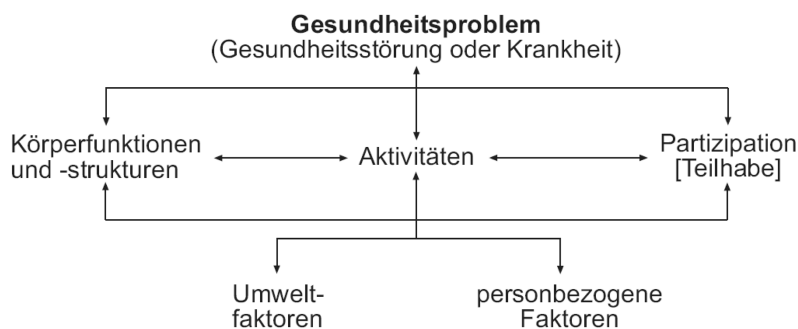 Gesundheitsproblem
(Gesundheitsstörung oder Krankheit)
Körperfunktionen
und -strukturen
Aktivitäten
Partizipation
[Teilhabe]
Umwelt-
faktoren
personbezogene
Faktoren